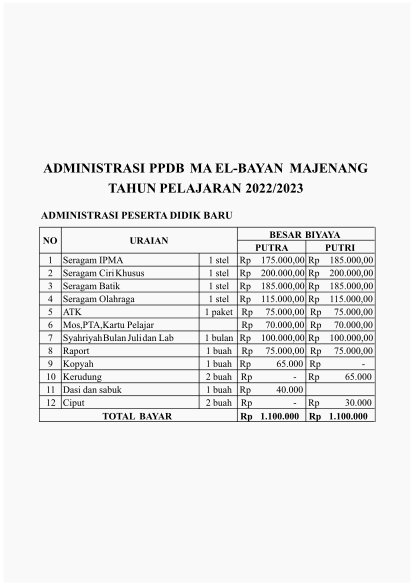 ADMINISTRASI PPDB MA EL-BAYAN MAJENANG
TAHUN PELAJARAN 2022/2023
ADMINISTRASI PESERTA DIDIK BARU
NO URAIAN BESAR BIYAYA
PUTRA PUTRI
1 Seragam IPMA 1 stel Rp 175.000,00 Rp 185.000,00
2 Seragam Ciri Khusus 1 stel Rp 200.000,00 Rp 200.000,00
3 Seragam Batik 1 stel Rp 185.000,00 Rp 185.000,00
4 Seragam Olahraga 1 stel Rp 115.000,00 Rp 115.000,00
5 ATK 1 paket Rp 75.000,00 Rp 75.000,00
6 Mos,PTA,Kartu Pelajar Rp 70.000,00 Rp 70.000,00
7 Syahriyah Bulan Juli dan Lab 1 bulan Rp 100.000,00 Rp 100.000,00
8 Raport 1 buah Rp 75.000,00 Rp 75.000,00
9 Kopyah 1 buah Rp 65.000 Rp -
10 Kerudung 2 buah Rp - Rp 65.000
11 Dasi dan sabuk 1 buah Rp 40.000
12 Ciput 2 buah Rp - Rp 30.000
TOTAL BAYAR Rp 1.100.000 Rp 1.100.000